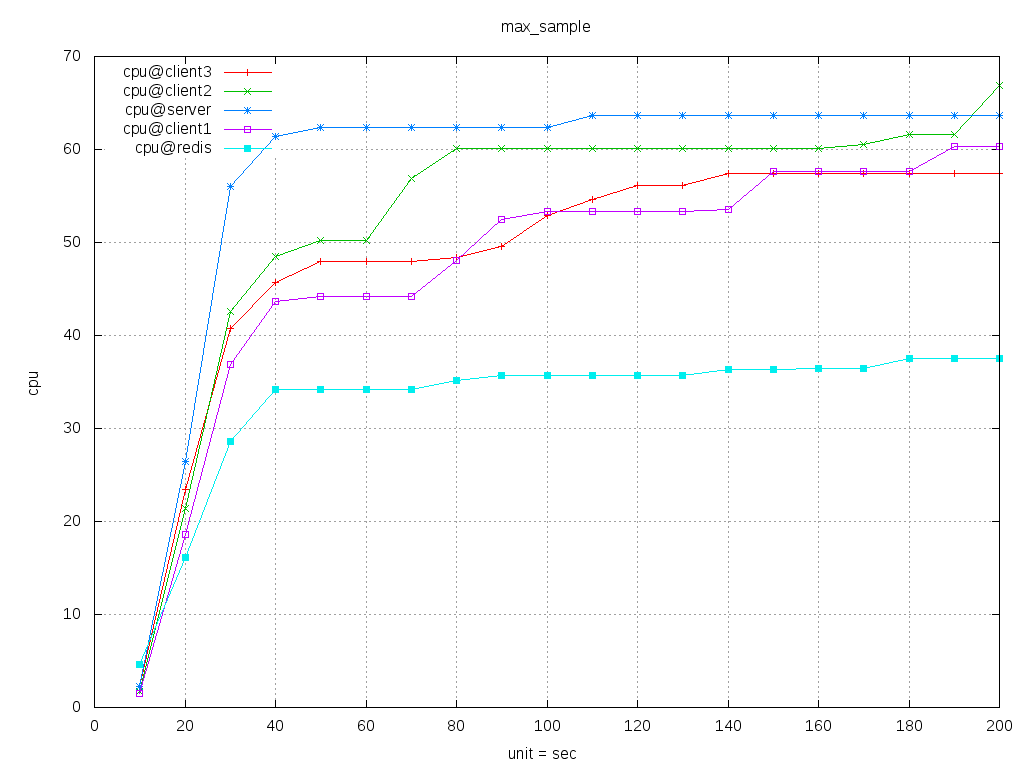 max_sample
70
60
50
40
30
20
10
0
cpu
cpu@client3
cpu@client2
cpu@server
cpu@client1
cpu@redis
0 20 40 60 80 100 120 140 160 180 200
unit = sec